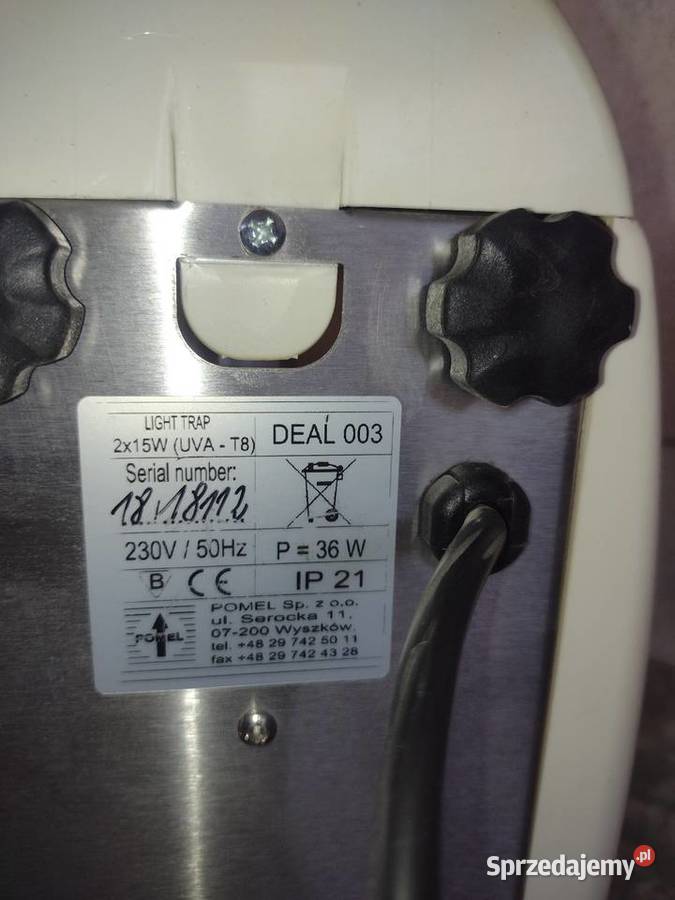 LIGHT TRAP
2x15W (UVA - T8)
DEAL 003
Serial number:
18.18112
230V / 50Hz
P = 36 W
B CE
IP 21
POMEL
POMEL Sp. z o.o.
ul. Serocka 11,
07-200 Wyszków,
tel. +48 29 742 50 11
fax +48 29 742 43 28
Sprzedajemy.pl